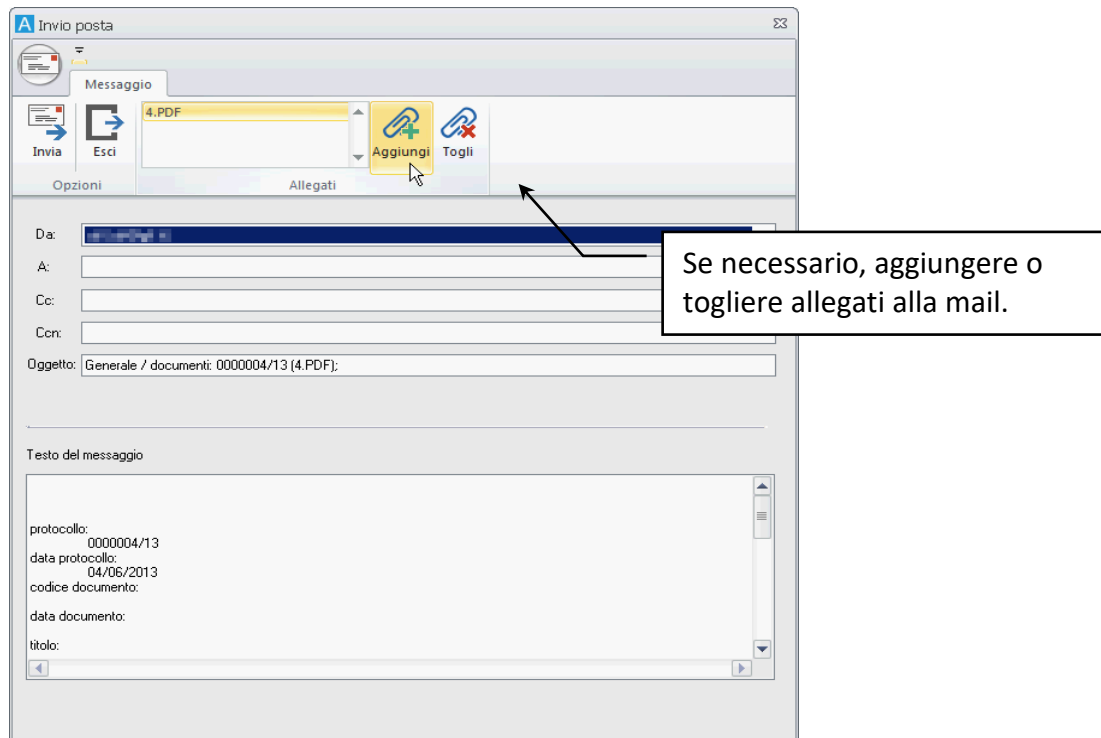 A Invio posta
Messaggio
4.PDF
Invia
Esci
Aggiungi
Togli
Opzioni
Allegati
Da:
A:
Cc:
Ccn:
Oggetto: Generale / documenti: 0000004/13 (4.PDF);
Se necessario, aggiungere o
togliere allegati alla mail.
Testo del messaggio
protocollo:
0000004/13
data protocollo:
04/06/2013
codice documento:
data documento:
titolo: